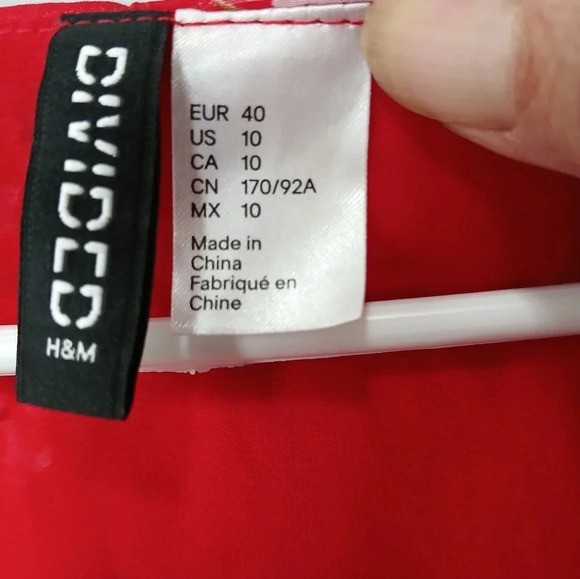 DIVIDED
H&M
EUR 40
US 10
CA 10
CN 170/92A
MX 10
Made in
China
Fabriqué en
Chine